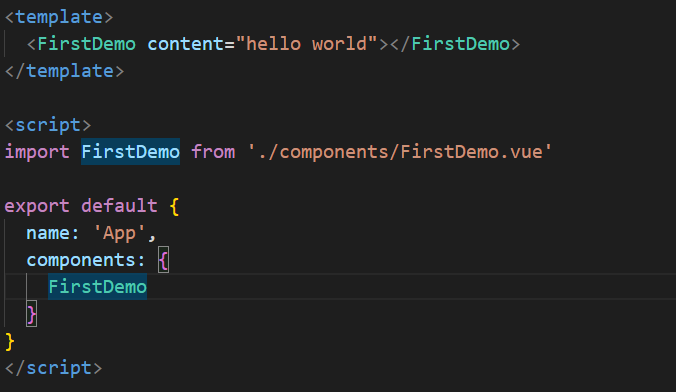 <template>
  <FirstDemo content="hello world"></FirstDemo>
</template>

<script>
import FirstDemo from './components/FirstDemo.vue'

export default {
  name: 'App',
  components: {
    FirstDemo
  }
}
</script>